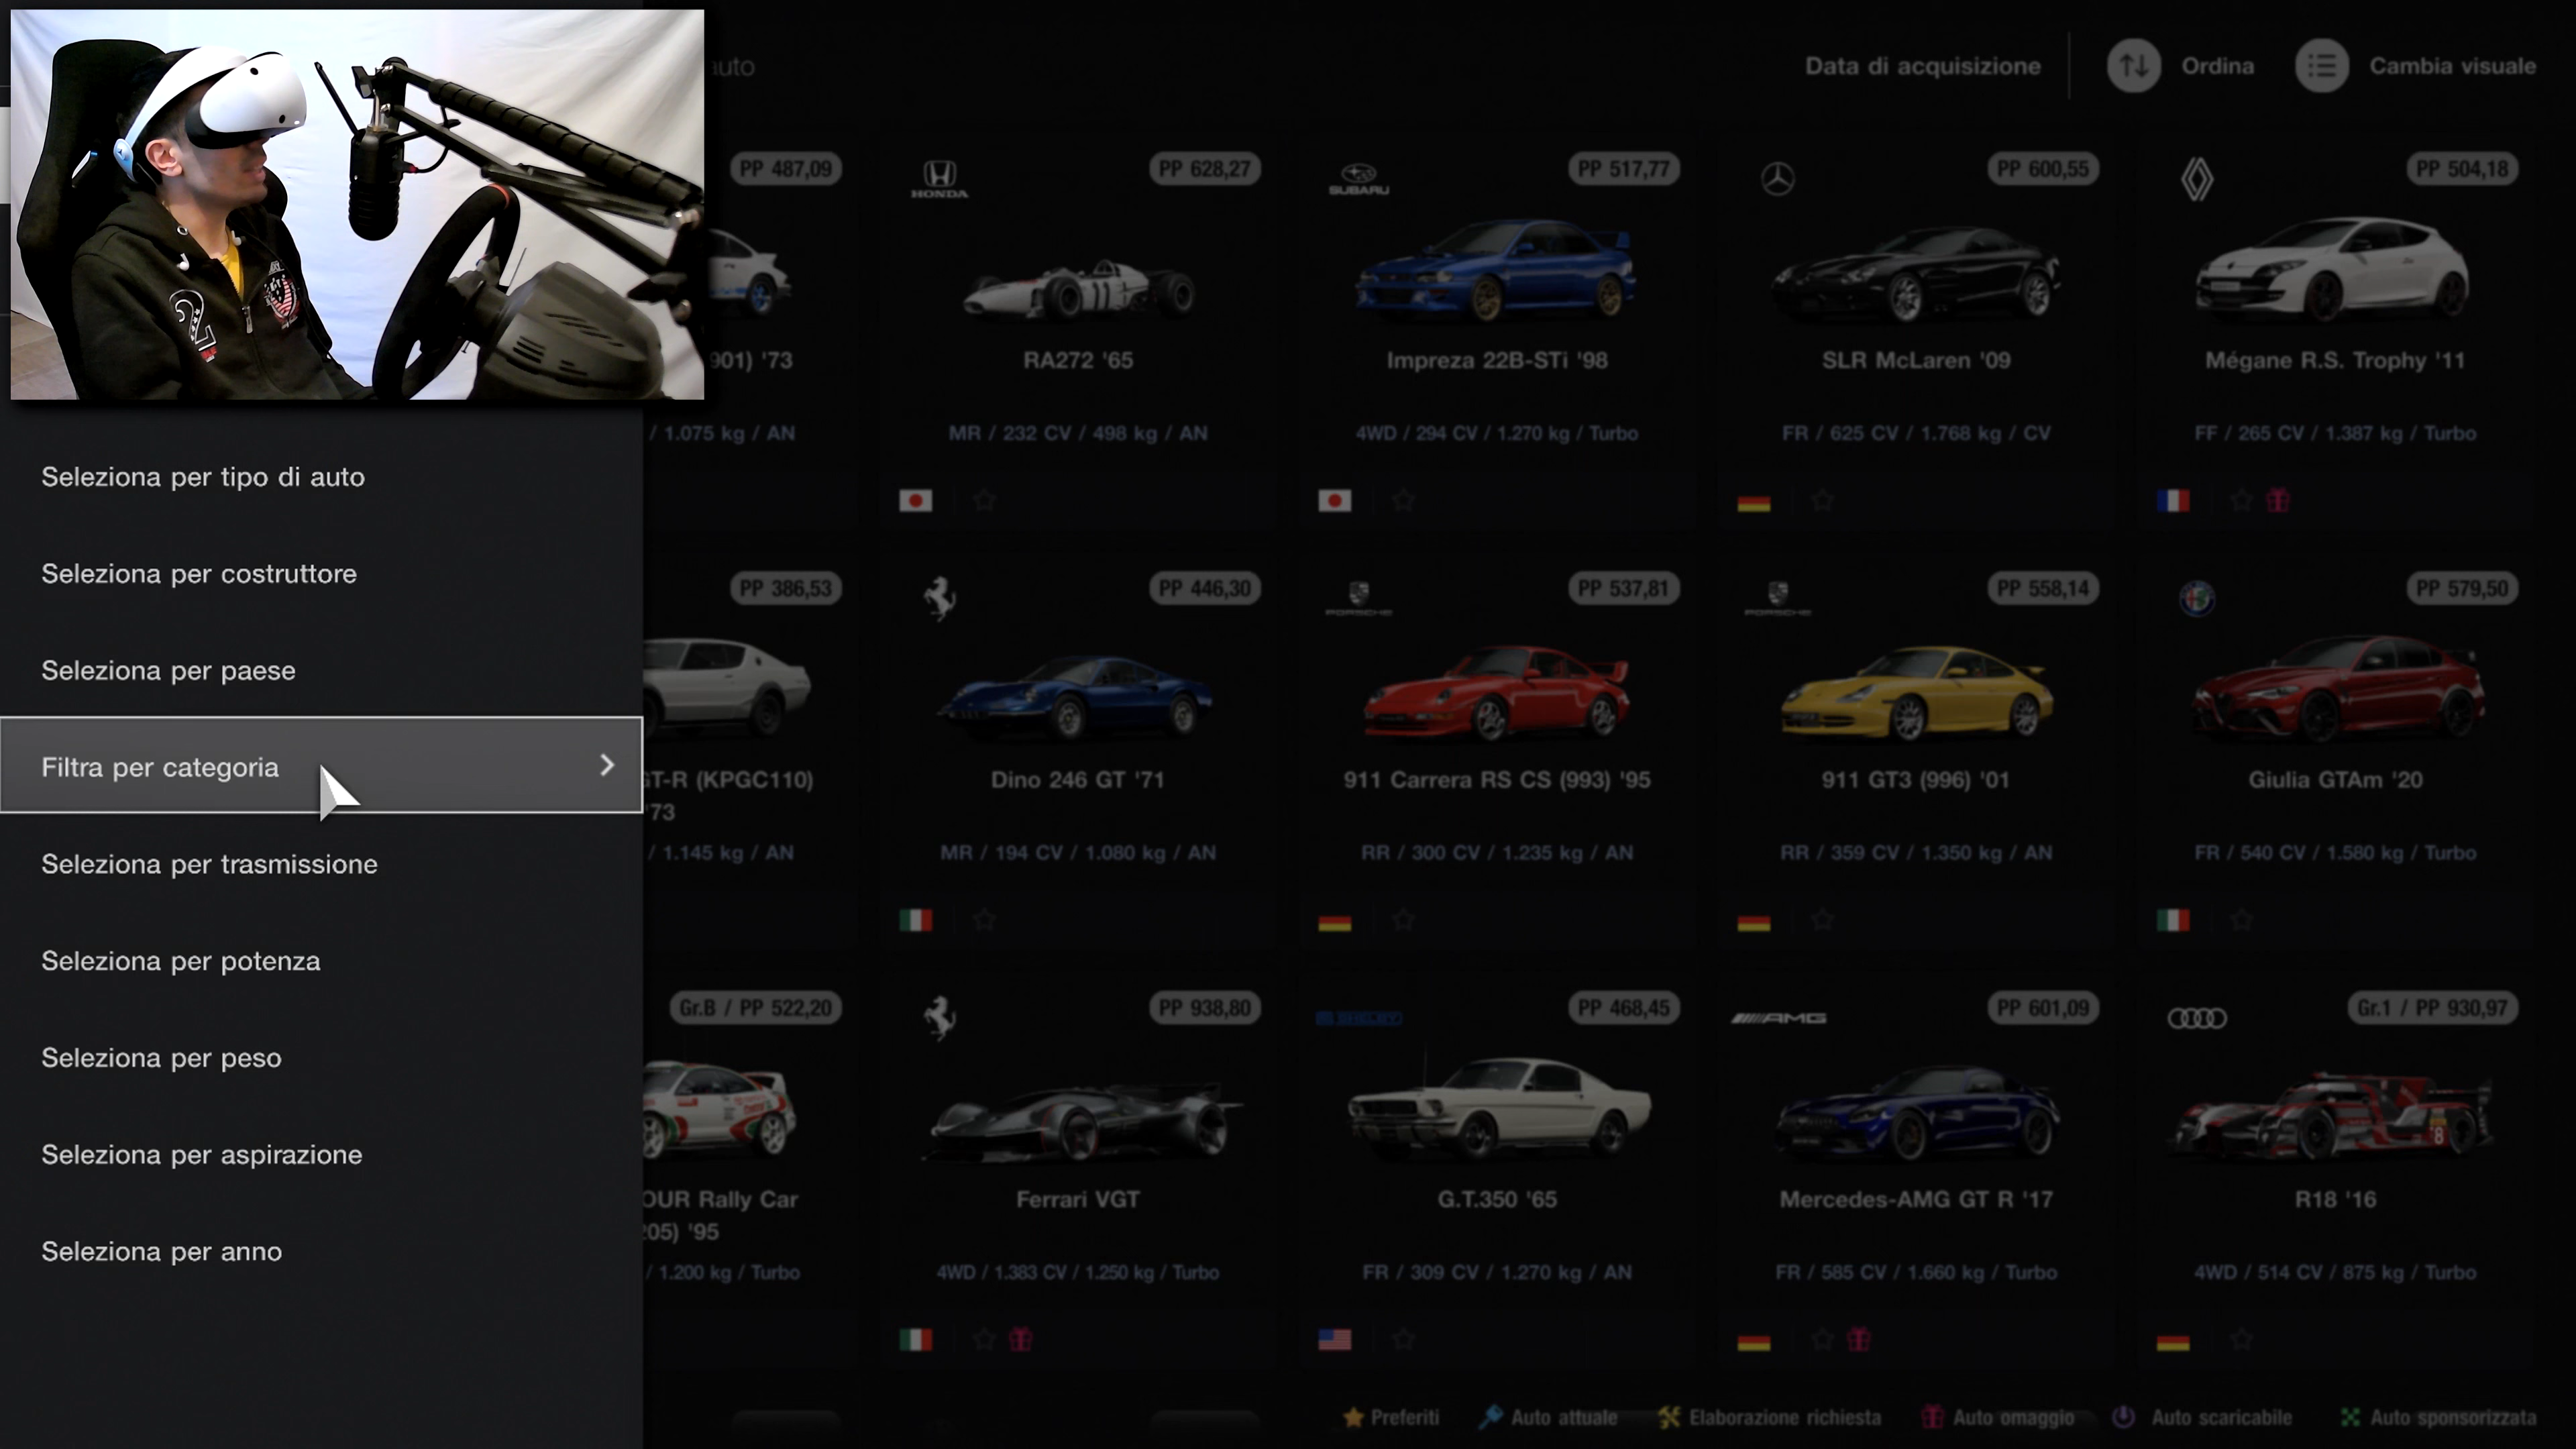 auto
Data di acquisizione
Ordina
Cambia visuale
Seleziona per tipo di auto
Seleziona per costruttore
Seleziona per paese
Filtra per categoria
Seleziona per trasmissione
Seleziona per potenza
Seleziona per peso
Seleziona per aspirazione
Seleziona per anno
PP 487,09
901) '73
/ 1.075 kg / AN
HONDA
PP 628,27
RA272 '65
MR / 232 CV / 498 kg / AN
SUBARU
PP 517,77
Impreza 22B-STi '98
4WD / 294 CV / 1.270 kg / Turbo
PP 600,55
SLR McLaren '09
FR / 625 CV / 1.768 kg / CV
PP 504,18
Mégane R.S. Trophy '11
FF / 265 CV / 1.387 kg / Turbo
PP 386,53
GT-R (KPGC110)
'73
/ 1.145 kg / AN
PP 446,30
Dino 246 GT '71
MR / 194 CV / 1.080 kg / AN
PORSCHE
PP 537,81
911 Carrera RS CS (993) '95
RR / 300 CV / 1.235 kg / AN
PORSCHE
PP 558,14
911 GT3 (996) '01
RR / 359 CV / 1.350 kg / AN
PP 579,50
Giulia GTAm '20
FR / 540 CV / 1.580 kg / Turbo
Gr.B / PP 522,20
OUR Rally Car
205) '95
/ 1.200 kg / Turbo
PP 938,80
Ferrari VGT
4WD / 1.383 CV / 1.250 kg / Turbo
SHELBY
PP 468,45
G.T.350 '65
FR / 309 CV / 1.270 kg / AN
AMG
PP 601,09
Mercedes-AMG GT R '17
FR / 585 CV / 1.660 kg / Turbo
Gr.1 / PP 930,97
8
R18 '16
4WD / 514 CV / 875 kg / Turbo
Preferiti
Auto attuale
Elaborazione richiesta
Auto omaggio
Auto scaricabile
Auto sponsorizzata
2
11